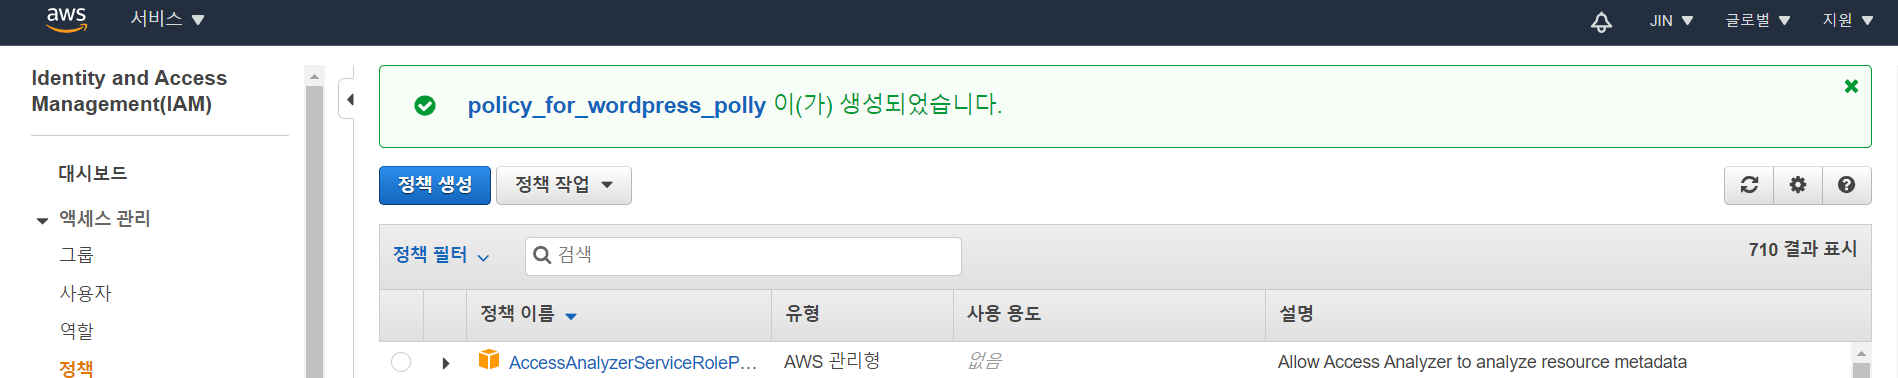 aws 서비스 JIN 글로벌 지원
Identity and Access
Management(IAM)
대시보드
액세스 관리
그룹
사용자
역할
정책
policy_for_wordpress_polly 이(가) 생성되었습니다.
정책 생성 정책 작업
정책 필터 검색 710 결과 표시
정책 이름 유형 사용 용도 설명
AccessAnalyzerServiceRoleP... AWS 관리형 없음 Allow Access Analyzer to analyze resource metadata